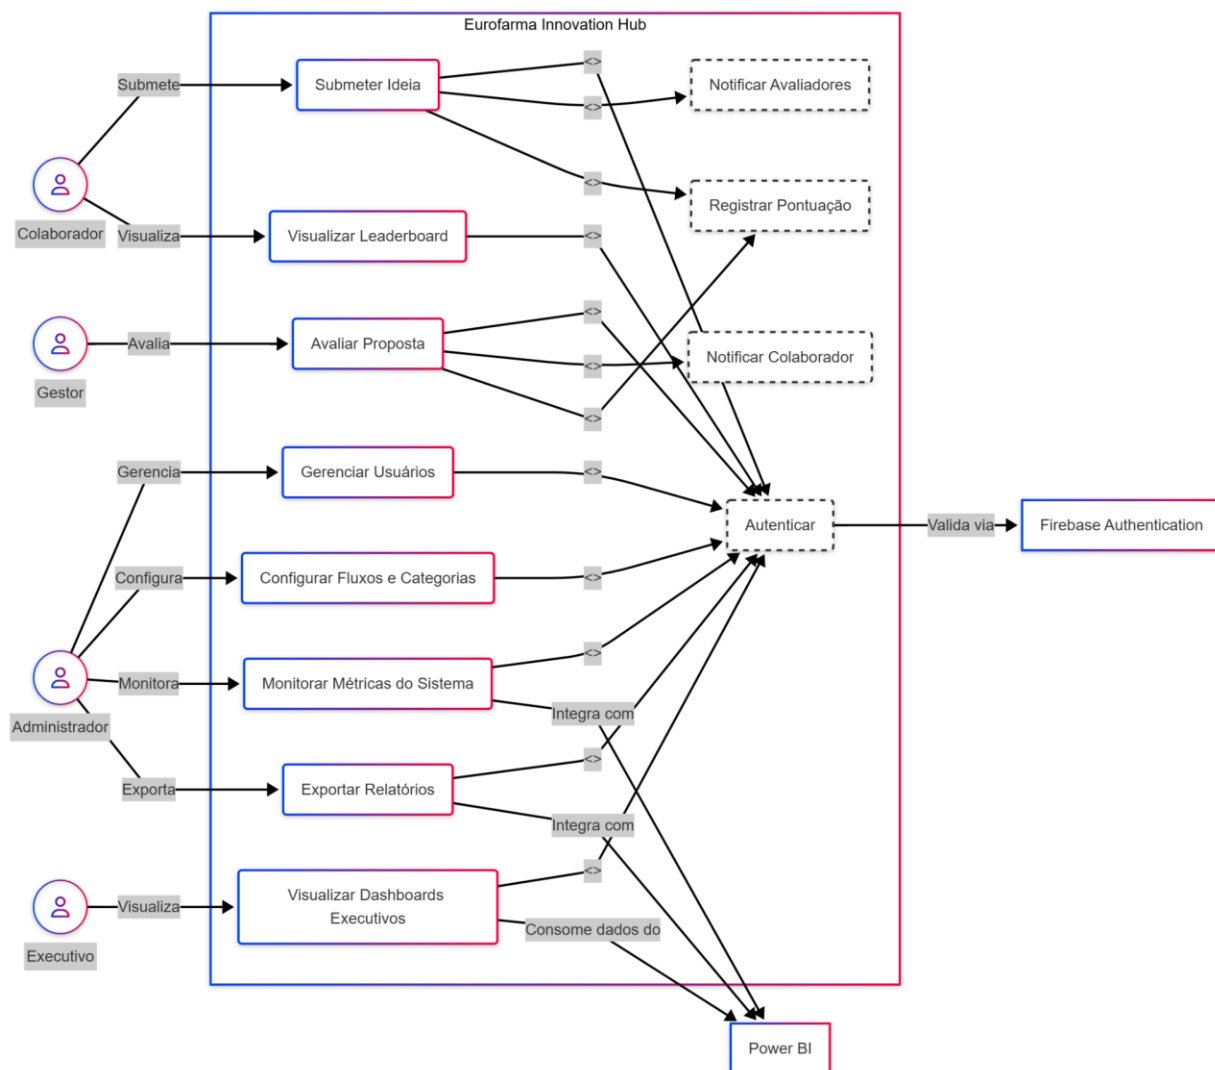 Eurofarma Innovation Hub
<>
Submete
Submeter Ideia
Notificar Avaliadores
<>
<>
Registrar Pontuação
Colaborador
Visualiza
Visualizar Leaderboard
<>
<>
Avalia
Avaliar Proposta
Notificar Colaborador
<>
Gestor
<>
Gerencia
Gerenciar Usuários
<>
Autenticar
Valida via
Firebase Authentication
Configura
Configurar Fluxos e Categorias
<>
<>
Monitora
Monitorar Métricas do Sistema
Integra com
Administrador
<>
Exporta
Exportar Relatórios
Integra com
<>
Visualiza
Visualizar Dashboards
Executivos
Consome dados do
Executivo
Power BI